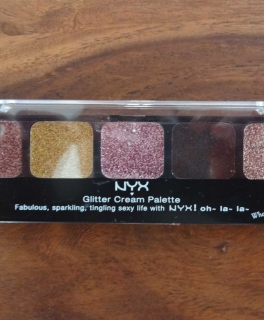 NYX
Glitter Cream Palette
Fabulous, sparkling, tingling sexy life with NYX! oh- la- la-